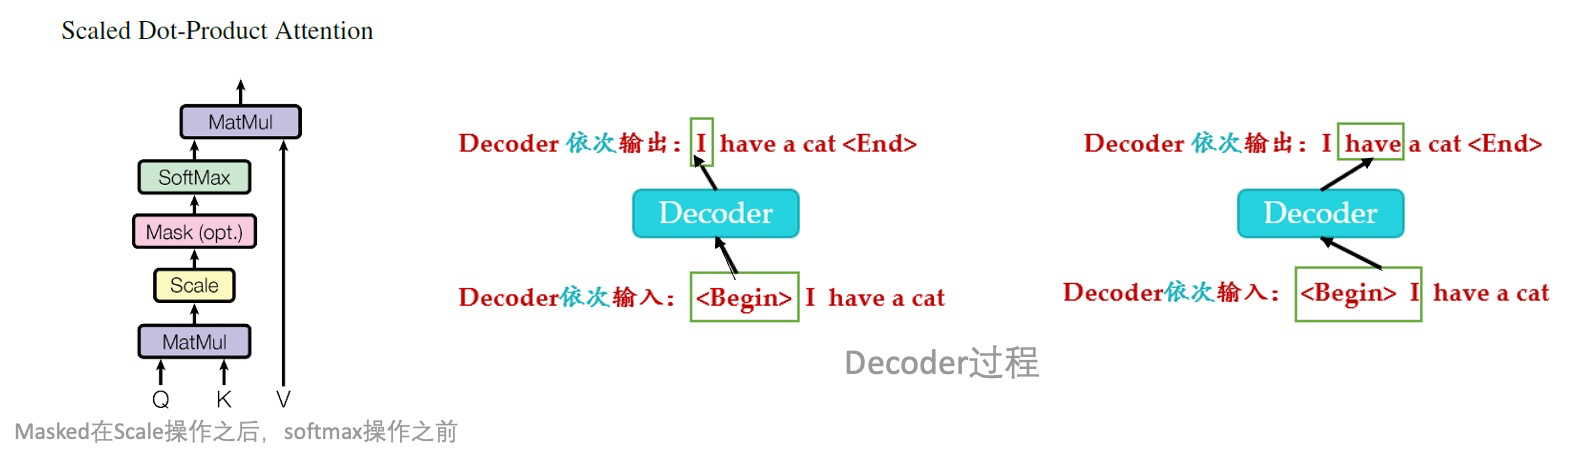 Scaled Dot-Product Attention
MatMul
SoftMax
Mask (opt.)
Scale
MatMul
Q K V
Masked在Scale操作之后，softmax操作之前
Decoder 依次输出：I have a cat <End>
Decoder
Decoder依次输入：<Begin> I have a cat
Decoder 依次输出：I have a cat <End>
Decoder
Decoder依次输入：<Begin> I have a cat
Decoder过程